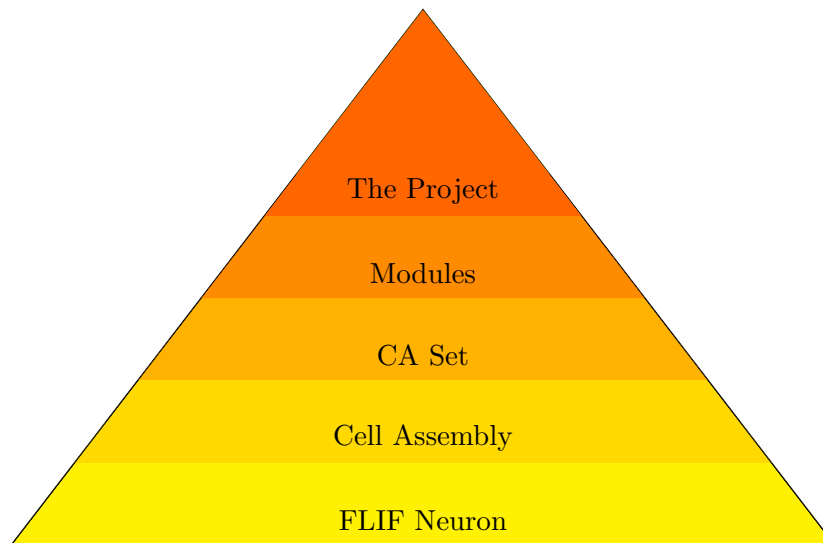 The Project
Modules
CA Set
Cell Assembly
FLIF Neuron